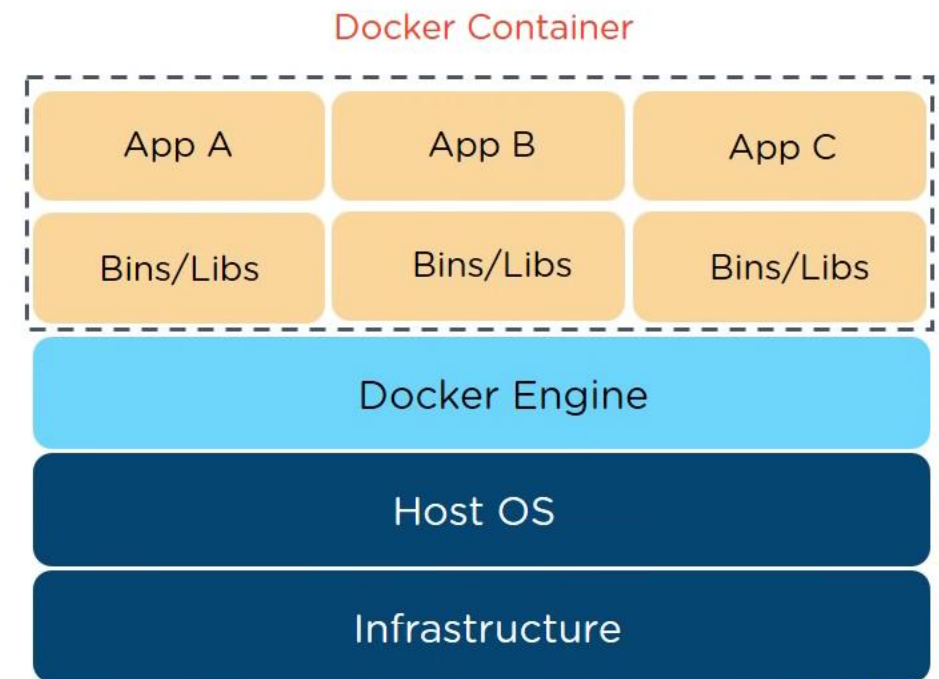 Docker Container
App A
App B
App C
Bins/Libs
Bins/Libs
Bins/Libs
Docker Engine
Host OS
Infrastructure